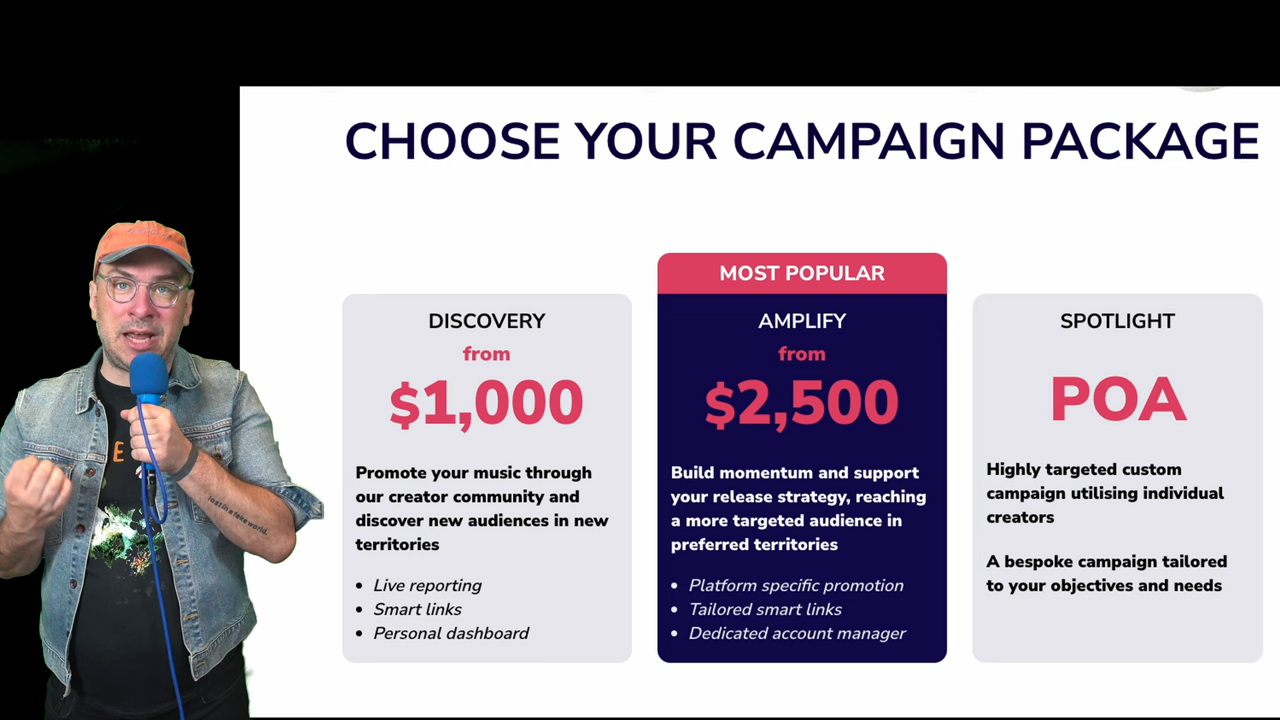 CHOOSE YOUR CAMPAIGN PACKAGE
MOST POPULAR
DISCOVERY
from
$1,000
Promote your music through
our creator community and
discover new audiences in new
territories
• Live reporting
• Smart links
• Personal dashboard
AMPLIFY
from
$2,500
Build momentum and support
your release strategy, reaching
a more targeted audience in
preferred territories
• Platform specific promotion
• Tailored smart links
• Dedicated account manager
SPOTLIGHT
POA
Highly targeted custom
campaign utilising individual
creators
A bespoke campaign tailored
to your objectives and needs